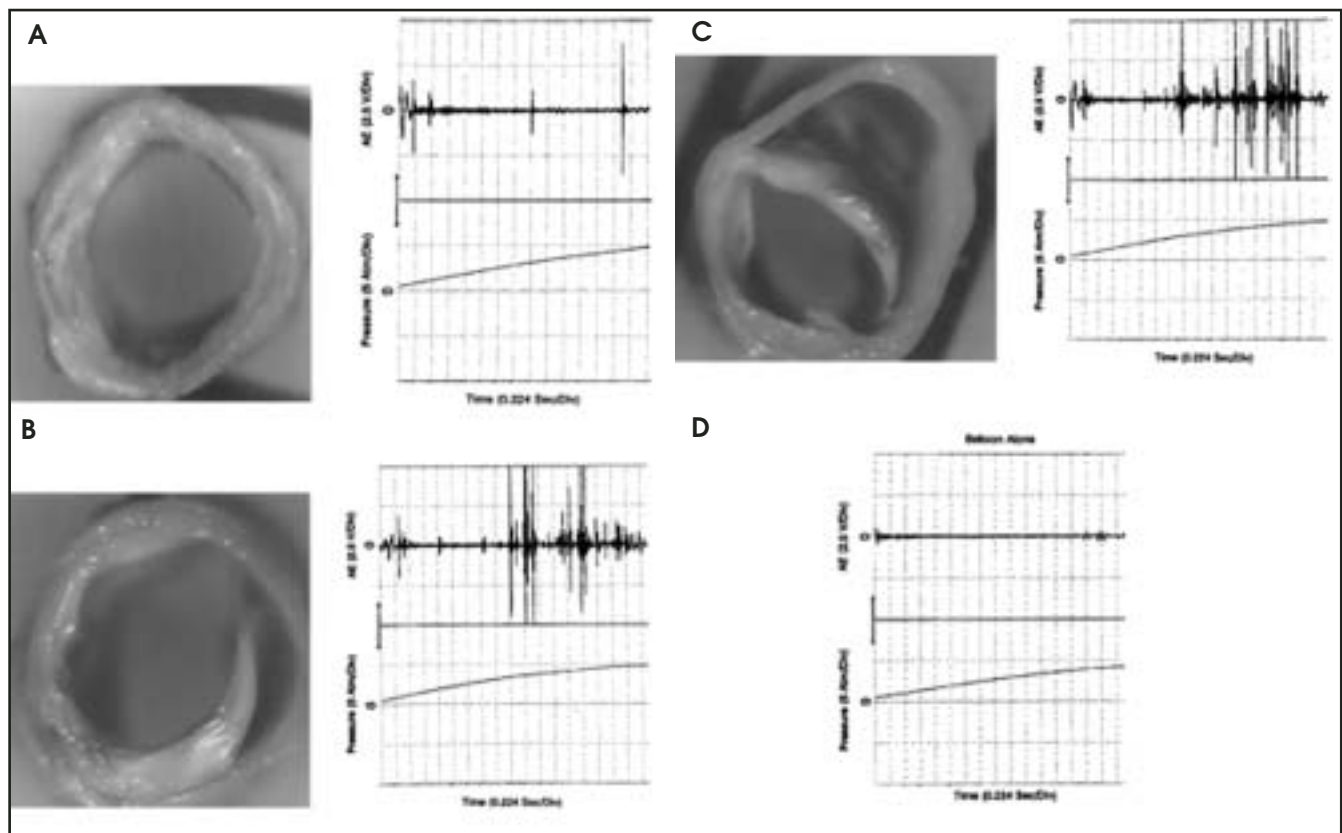 A
AE (2.5 V/Div)
0
Pressure (5 Atm/Div)
0
Time (0.224 Sec/Div)
B
AE (2.5 V/Div)
0
Pressure (5 Atm/Div)
0
Time (0.224 Sec/Div)
C
AE (2.5 V/Div)
0
Pressure (5 Atm/Div)
0
Time (0.224 Sec/Div)
D
Balloon Alone
AE (2.5 V/Div)
0
Pressure (5 Atm/Div)
0
Time (0.224 Sec/Div)